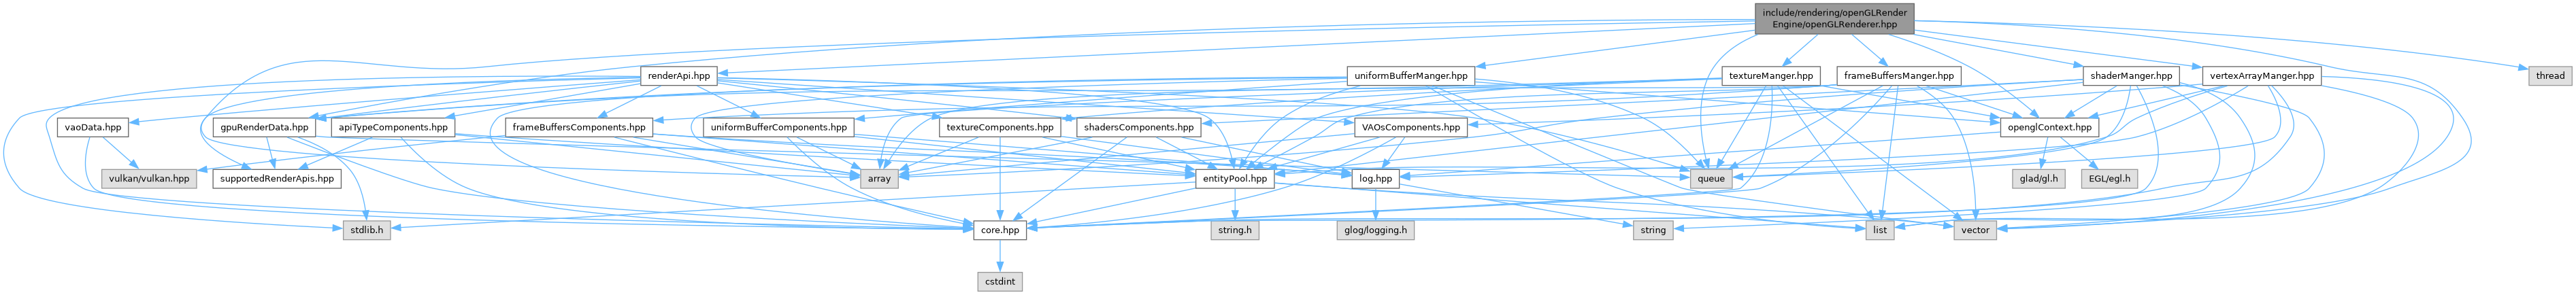 include/rendering/openGLRender
Engine/openGLRenderer.hpp
renderApi.hpp
uniformBufferManger.hpp
textureManger.hpp
frameBuffersManger.hpp
shaderManger.hpp
vertexArrayManger.hpp
thread
vaoData.hpp
gpuRenderData.hpp
apiTypeComponents.hpp
frameBuffersComponents.hpp
uniformBufferComponents.hpp
textureComponents.hpp
shadersComponents.hpp
VAOsComponents.hpp
openglContext.hpp
vulkan/vulkan.hpp
supportedRenderApis.hpp
array
entityPool.hpp
log.hpp
queue
glad/gl.h
EGL/egl.h
stdlib.h
core.hpp
string.h
glog/logging.h
string
list
vector
cstdint